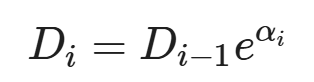 $D_i = D_{i-1}e^{\alpha_i}$